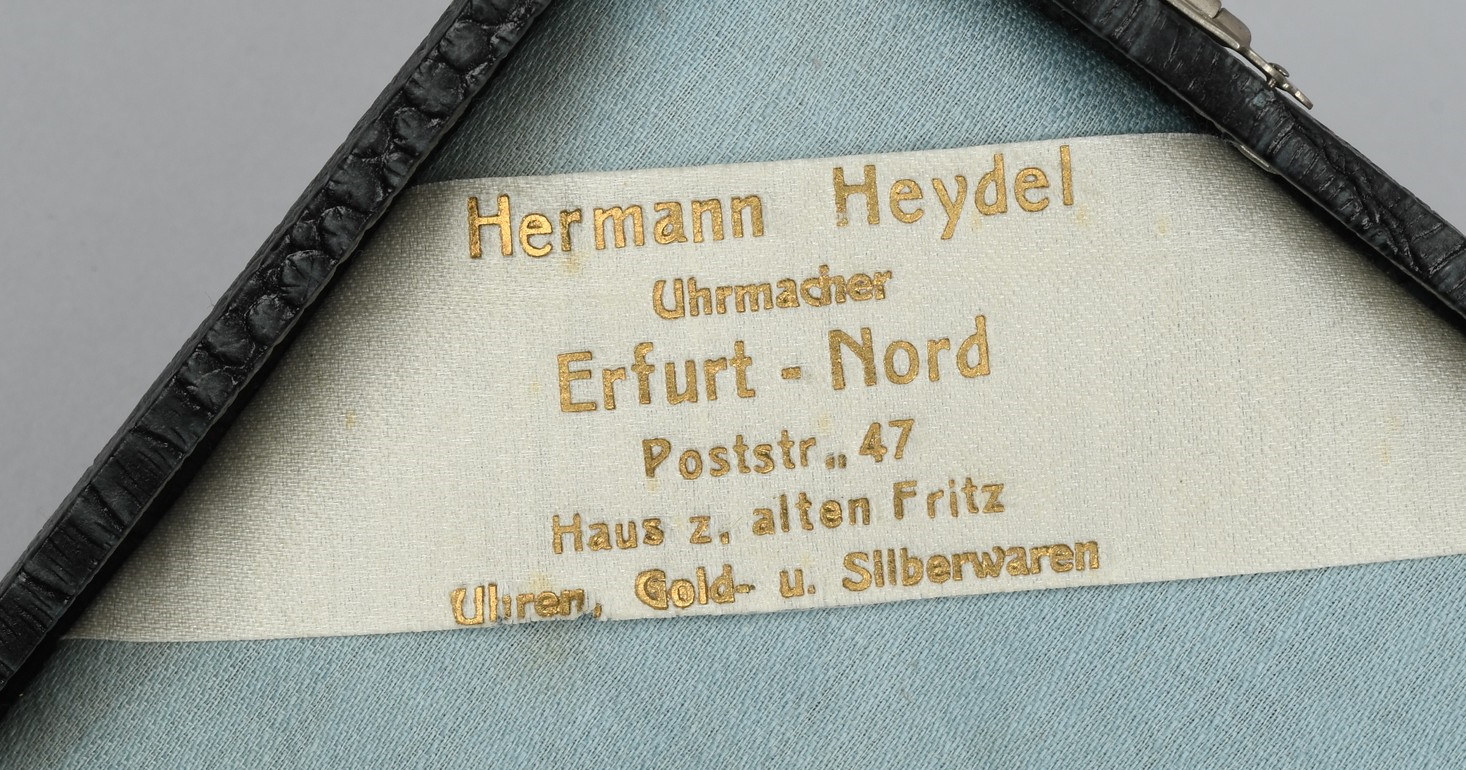 Hermann Heydel
Uhrmacher
Erfurt - Nord
Poststr.. 47
Haus z. alten Fritz
Uhren, Gold- u. Silberwaren